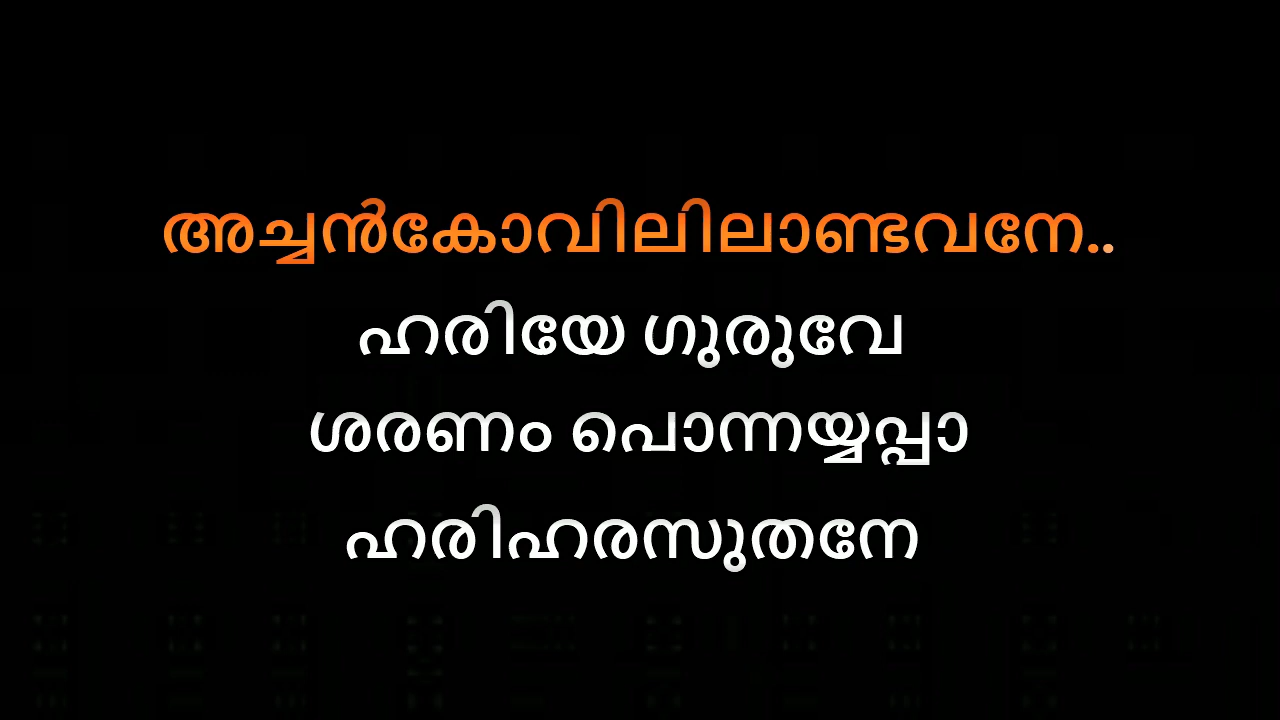 അച്ചൻകോവിലിലാണ്ടവനേ..
ഹരിയേ ഗുരുവേ
ശരണം പൊന്നയ്യപ്പാ
ഹരിഹരസുതനേ